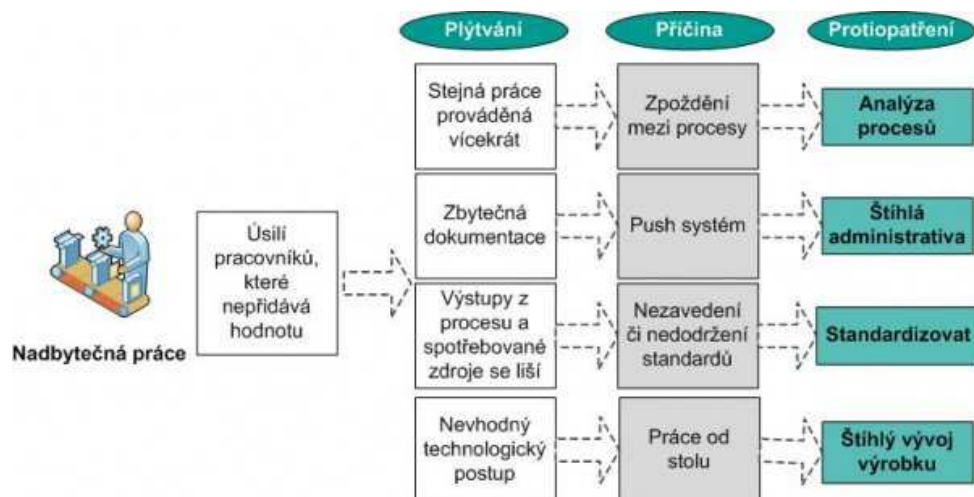 Plýtvání
Příčina
Protiopatření
Stejná práce
prováděná
vícekrát
Zpoždění
mezi procesy
Analýza
procesů
Úsilí
pracovníků,
které
nepřidává
hodnotu
Nadbytečná práce
Zbytečná
dokumentace
Push systém
Štíhlá
administrativa
Výstupy z
procesu a
spotřebované
zdroje se liší
Nezavedení
či nedodržení
standardů
Standardizovat
Nevhodný
technologický
postup
Práce od
stolu
Štíhlý vývoj
výrobku